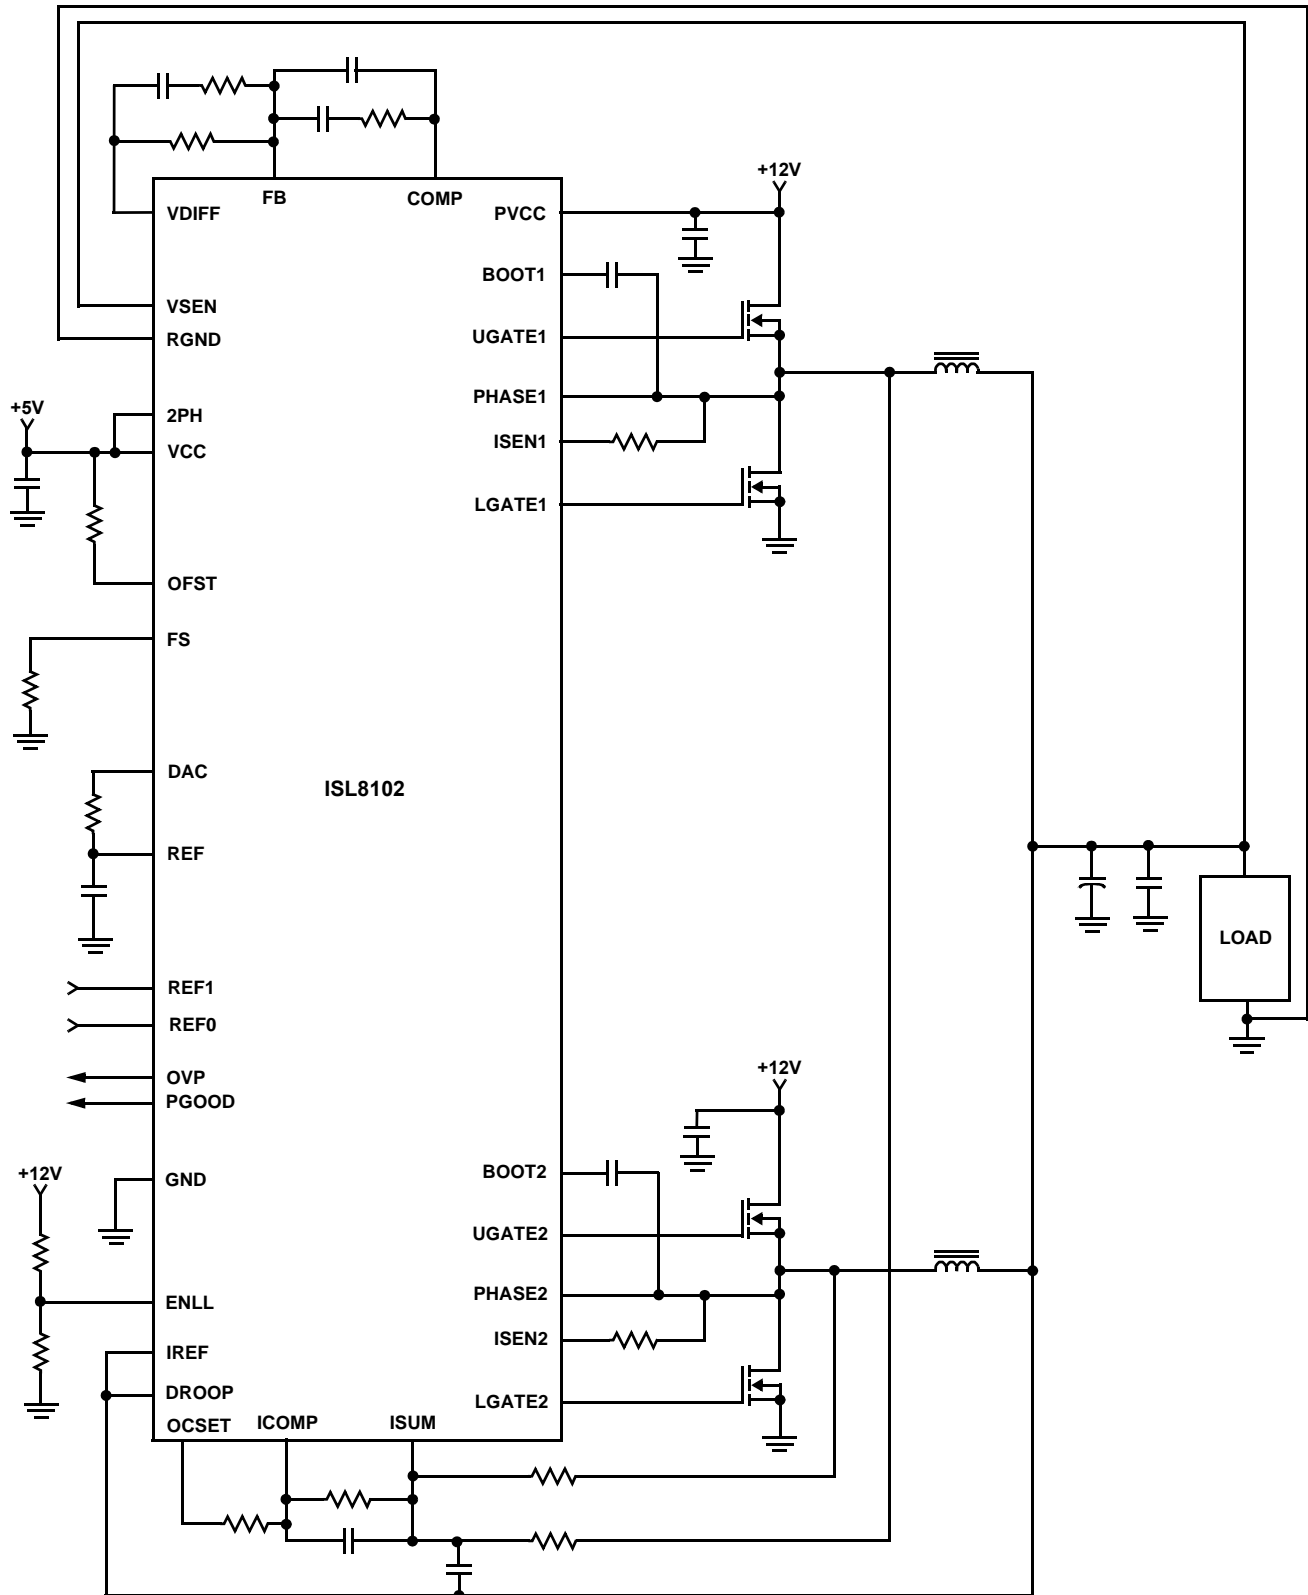 FB
COMP
VDIFF
VSEN
RGND
+5V
2PH
VCC
OFST
FS
DAC
REF
REF1
REF0
OVP
PGOOD
+12V
GND
ENLL
IREF
DROOP
OCSET
ICOMP
ISUM
ISL8102
+12V
PVCC
BOOT1
UGATE1
PHASE1
ISEN1
LGATE1
+12V
BOOT2
UGATE2
PHASE2
ISEN2
LGATE2
LOAD